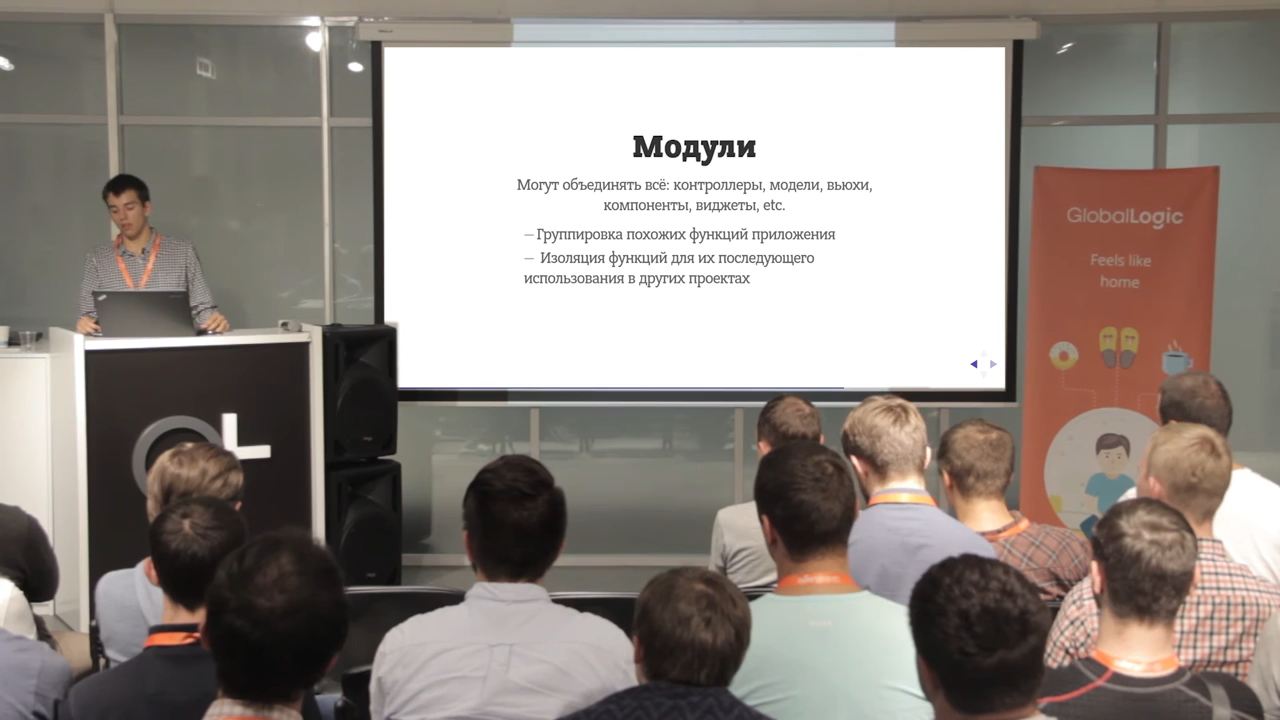 Модули
Могут объединять всё: контроллеры, модели, вьюхи,
компоненты, виджеты, etc.
— Группировка похожих функций приложения
— Изоляция функций для их последующего
использования в других проектах
GlobalLogic
Feels like
home